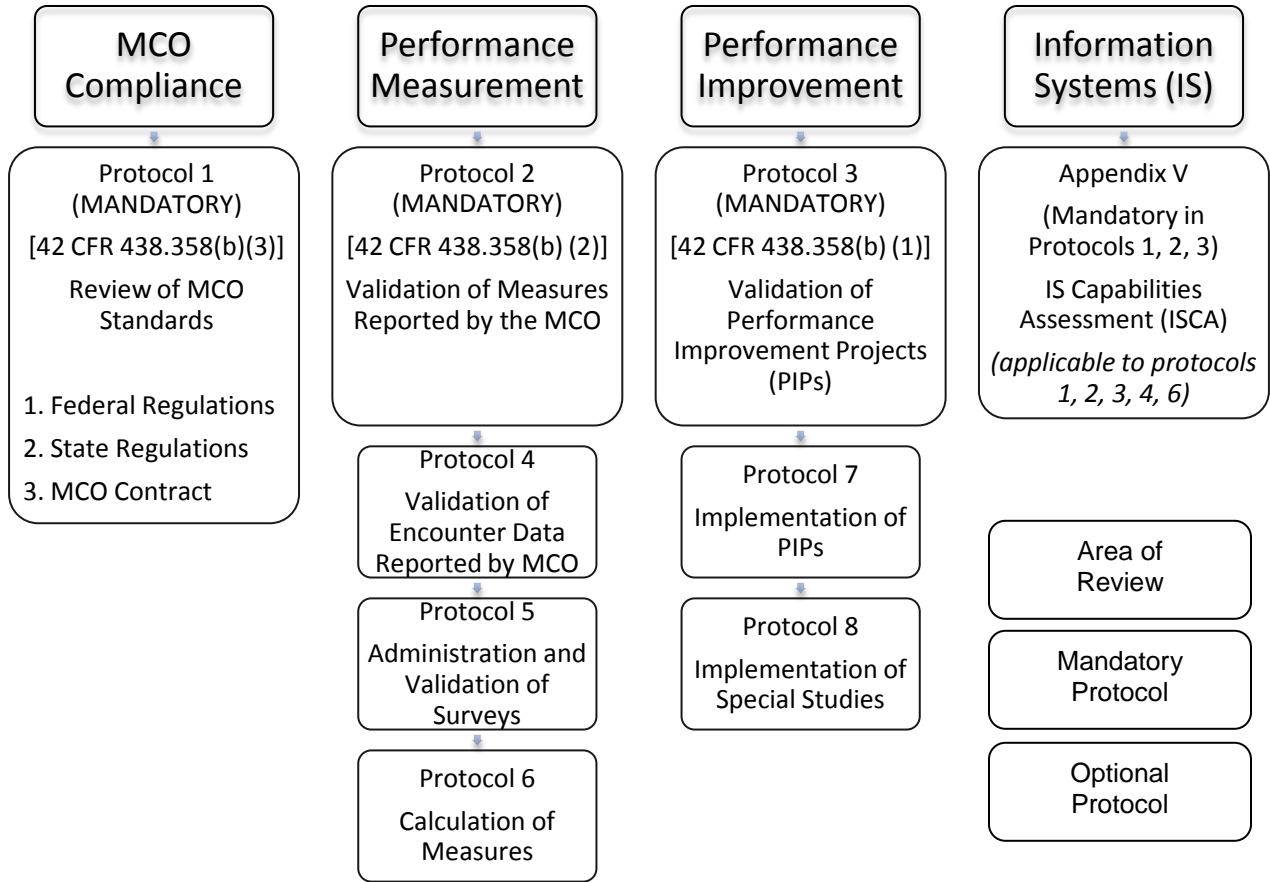 MCO
Compliance
Protocol 1
(MANDATORY)
[42 CFR 438.358(b)(3)]
Review of MCO
Standards
1. Federal Regulations
2. State Regulations
3. MCO Contract
Performance
Measurement
Protocol 2
(MANDATORY)
[42 CFR 438.358(b) (2)]
Validation of Measures
Reported by the MCO
Protocol 4
Validation of
Encounter Data
Reported by MCO
Protocol 5
Administration and
Validation of
Surveys
Protocol 6
Calculation of
Measures
Performance
Improvement
Protocol 3
(MANDATORY)
[42 CFR 438.358(b) (1)]
Validation of
Performance
Improvement Projects
(PIPs)
Protocol 7
Implementation of
PIPs
Protocol 8
Implementation of
Special Studies
Information
Systems (IS)
Appendix V
(Mandatory in
Protocols 1, 2, 3)
IS Capabilities
Assessment (ISCA)
(applicable to protocols
1, 2, 3, 4, 6)
Area of
Review
Mandatory
Protocol
Optional
Protocol